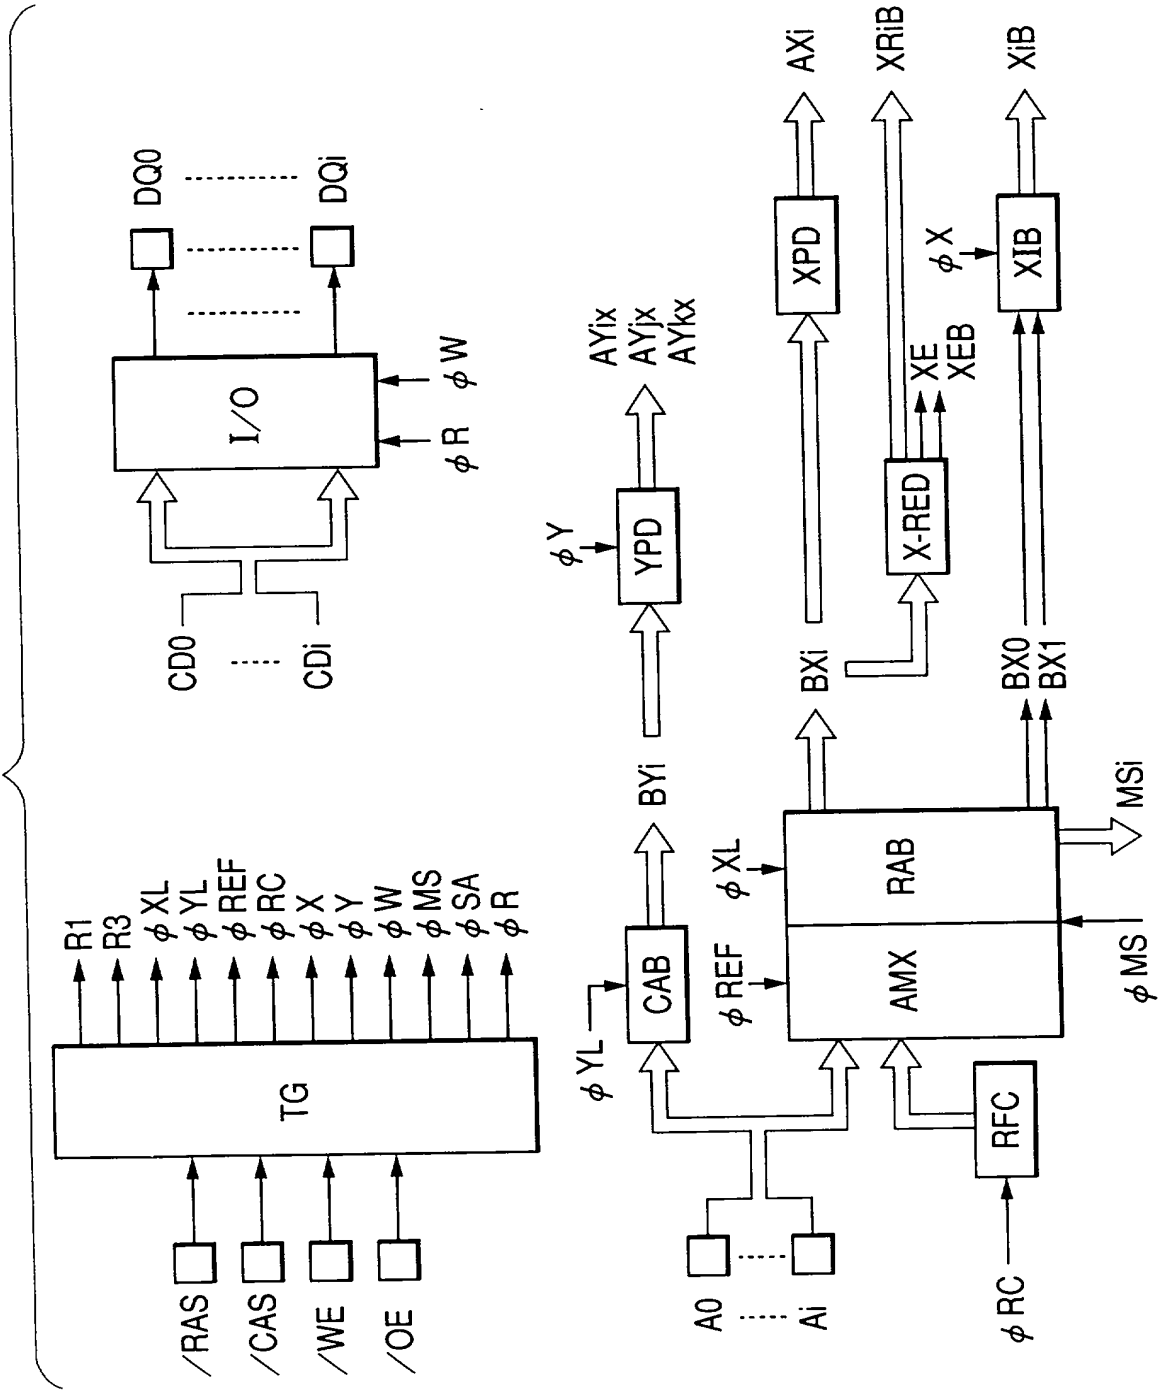 /RAS
/CAS
/WE
/OE
TG
R1
R3
φXL
φYL
φREF
φRC
φX
φY
φW
φMS
φSA
φR
CD0
CDi
I/O
φR
φW
DQ0
DQi
A0
Ai
φYL
CAB
BYi
φY
YPD
AYix
AYjx
AYkx
φRC
RFC
φREF
AMX
φXL
RAB
φMS
MSi
BXi
XPD
AXi
X-RED
XE
XEB
XRiB
BX0
BX1
φX
XIB
XiB